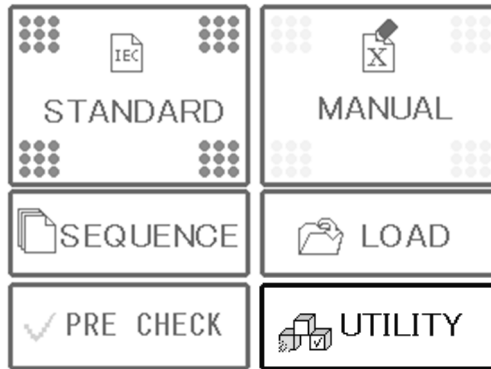 IEC
X
STANDARD
MANUAL
SEQUENCE
LOAD
PRE CHECK
UTILITY